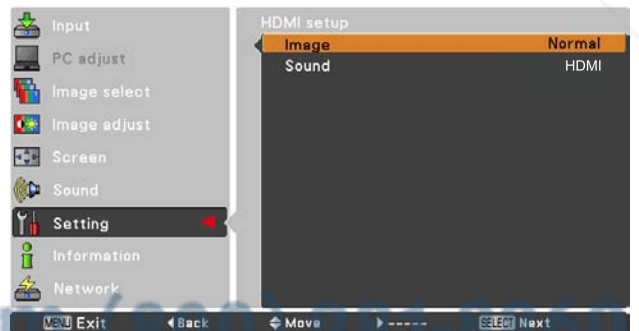 Input
PC adjust
Image select
Image adjust
Screen
Sound
Setting
Information
Network
HDMI setup
Image Normal
Sound HDMI
MENU Exit ◀Back Move ▶ ----- SELECT Next